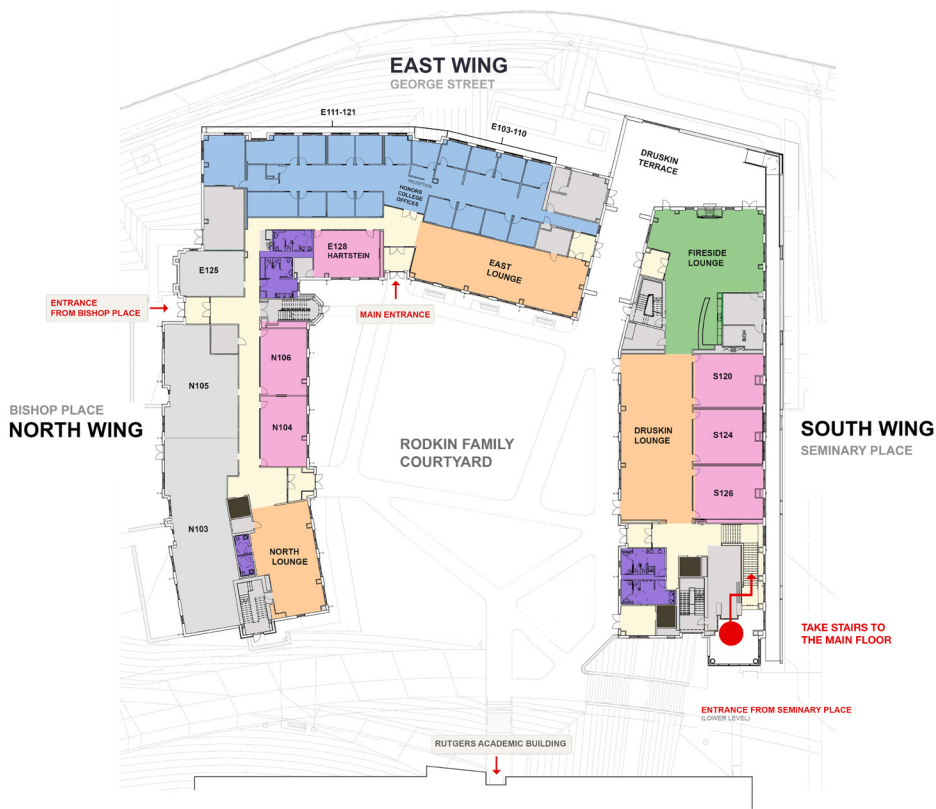 EAST WING
GEORGE STREET
E111-121
E103-110
DRUSKIN
TERRACE
RECEPTION
HONORS
COLLEGE
OFFICES
E128
HARTSTEIN
E125
EAST
LOUNGE
FIRESIDE
LOUNGE
ENTRANCE
FROM BISHOP PLACE
MAIN ENTRANCE
BOH
N106
N105
S120
BISHOP PLACE
NORTH WING
N104
RODKIN FAMILY
COURTYARD
DRUSKIN
LOUNGE
S124
SOUTH WING
SEMINARY PLACE
S126
N103
NORTH
LOUNGE
TAKE STAIRS TO
THE MAIN FLOOR
ENTRANCE FROM SEMINARY PLACE
(LOWER LEVEL)
RUTGERS ACADEMIC BUILDING